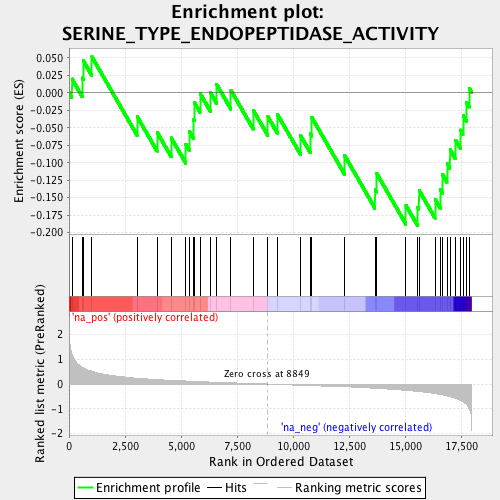 Enrichment plot:
SERINE_TYPE_ENDOPEPTIDASE_ACTIVITY
Enrichment score (ES)
0.050
0.025
0.000
-0.025
-0.050
-0.075
-0.100
-0.125
-0.150
-0.175
-0.200
'na_pos' (positively correlated)
Ranked list metric (PreRanked)
2
1
0
-1
-2
Zero cross at 8849
'na_neg' (negatively correlated)
0 2,500 5,000 7,500 10,000 12,500 15,000 17,500
Rank in Ordered Dataset
Enrichment profile Hits Ranking metric scores